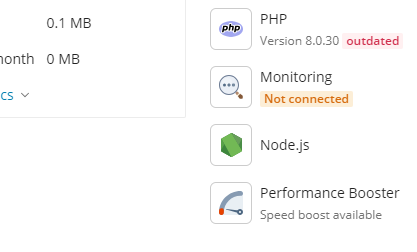 0.1 MB
month 0 MB
cs
php
PHP
Version 8.0.30 outdated
Monitoring
Not connected
Node.js
Performance Booster
Speed boost available